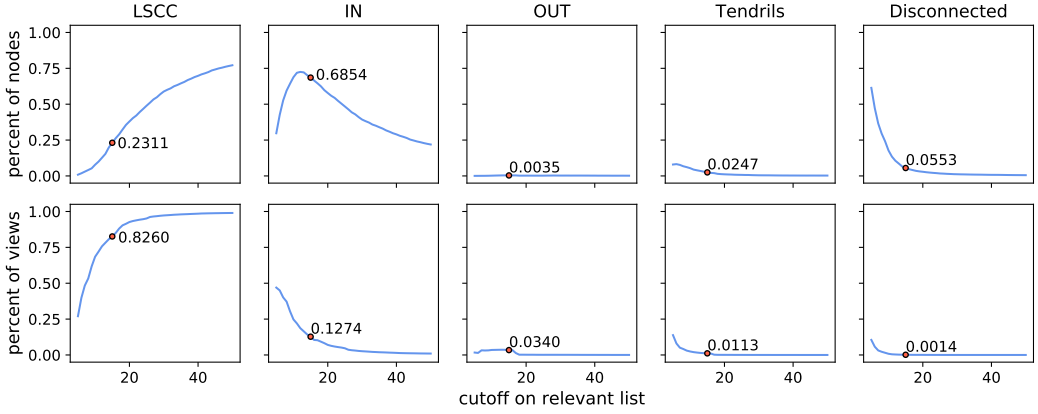 LSCC IN OUT Tendrils Disconnected
percent of nodes
1.00
0.75
0.50
0.25
0.00
0.2311 0.6854 0.0035 0.0247 0.0553
percent of views
1.00
0.75
0.50
0.25
0.00
0.8260 0.1274 0.0340 0.0113 0.0014
20 40 20 40 20 40 20 40 20 40
cutoff on relevant list